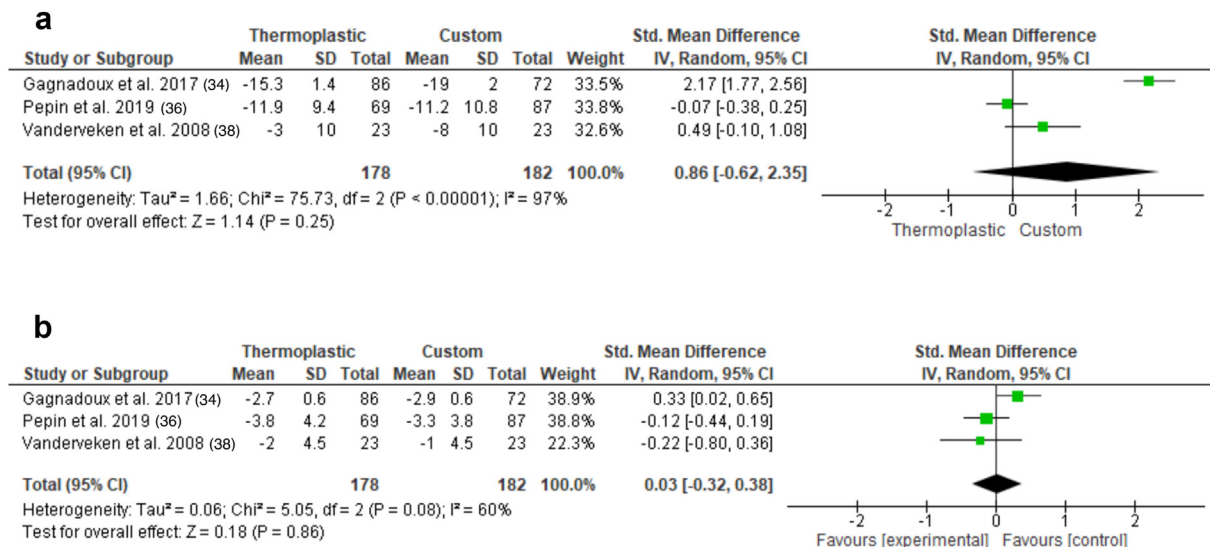 a
Thermoplastic Custom Std. Mean Difference Std. Mean Difference
Study or Subgroup Mean SD Total Mean SD Total Weight IV, Random, 95% CI IV, Random, 95% CI
Gagnadoux et al. 2017 (34) -15.3 1.4 86 -19 2 72 33.5% 2.17 [1.77, 2.56]
Pepin et al. 2019 (36) -11.9 9.4 69 -11.2 10.8 87 33.8% -0.07 [-0.38, 0.25]
Vanderveken et al. 2008 (38) -3 10 23 -8 10 23 32.6% 0.49 [-0.10, 1.08]
Total (95% CI) 178 182 100.0% 0.86 [-0.62, 2.35]
Heterogeneity: Tau² = 1.66; Chi² = 75.73, df = 2 (P < 0.00001); I² = 97%
Test for overall effect: Z = 1.14 (P = 0.25)
-2 -1 0 1 2
Thermoplastic Custom
b
Thermoplastic Custom Std. Mean Difference Std. Mean Difference
Study or Subgroup Mean SD Total Mean SD Total Weight IV, Random, 95% CI IV, Random, 95% CI
Gagnadoux et al. 2017 (34) -2.7 0.6 86 -2.9 0.6 72 38.9% 0.33 [0.02, 0.65]
Pepin et al. 2019 (36) -3.8 4.2 69 -3.3 3.8 87 38.8% -0.12 [-0.44, 0.19]
Vanderveken et al. 2008 (38) -2 4.5 23 -1 4.5 23 22.3% -0.22 [-0.80, 0.36]
Total (95% CI) 178 182 100.0% 0.03 [-0.32, 0.38]
Heterogeneity: Tau² = 0.06; Chi² = 5.05, df = 2 (P = 0.08); I² = 60%
Test for overall effect: Z = 0.18 (P = 0.86)
-2 -1 0 1 2
Favours [experimental] Favours [control]